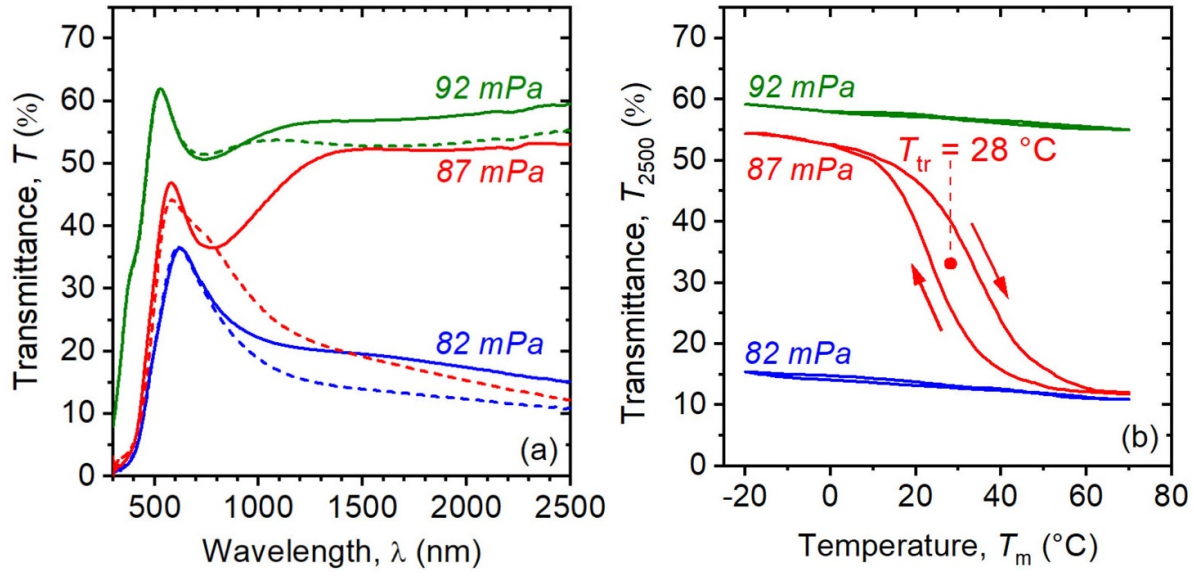 Transmittance, T (%)
70
60
50
40
30
20
10
0
92 mPa
87 mPa
82 mPa
(a)
500 1000 1500 2000 2500
Wavelength, λ (nm)
Transmittance, T2500 (%)
70
60
50
40
30
20
10
0
92 mPa
Ttr = 28 °C
87 mPa
82 mPa
(b)
-20 0 20 40 60 80
Temperature, Tm (°C)